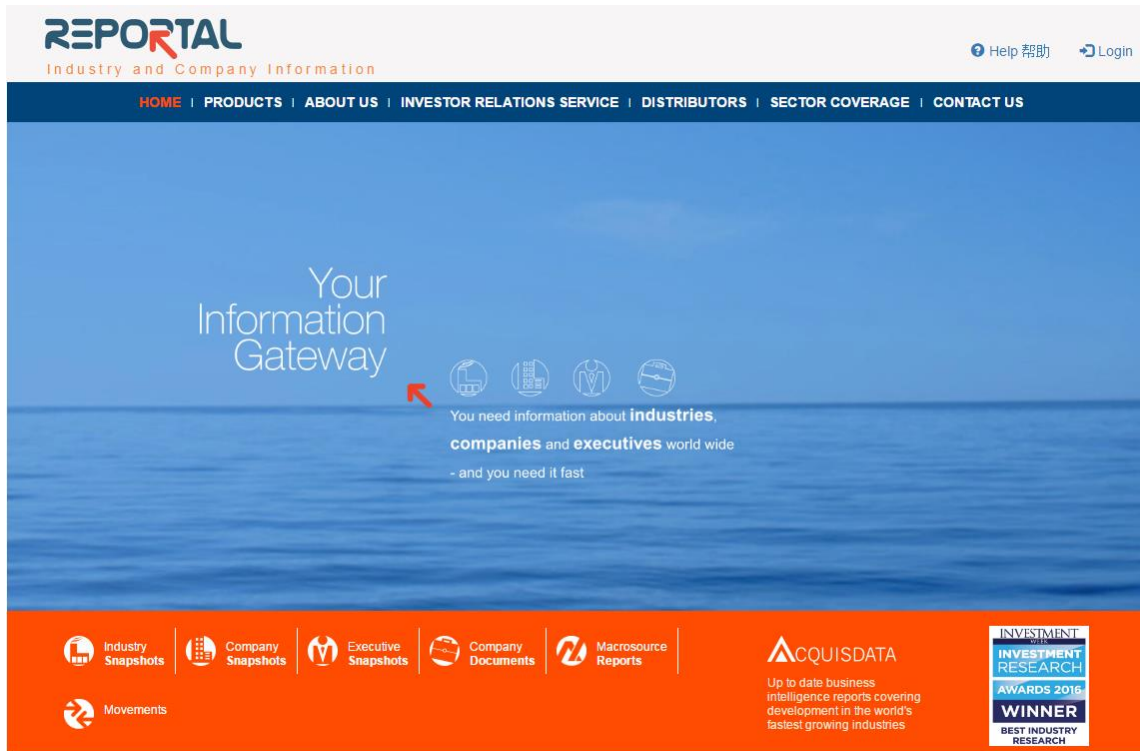 REPORTAL
Industry and Company Information
Help 帮助
Login
HOME | PRODUCTS | ABOUT US | INVESTOR RELATIONS SERVICE | DISTRIBUTORS | SECTOR COVERAGE | CONTACT US
Your
Information
Gateway
You need information about industries,
companies and executives world wide
- and you need it fast
Industry
Snapshots
Company
Snapshots
Executive
Snapshots
Company
Documents
Macrosource
Reports
Movements
ACQUISDATA
Up to date business
intelligence reports covering
development in the world's
fastest growing industries
INVESTMENT
WEEK
INVESTMENT
RESEARCH
AWARDS 2016
WINNER
BEST INDUSTRY
RESEARCH